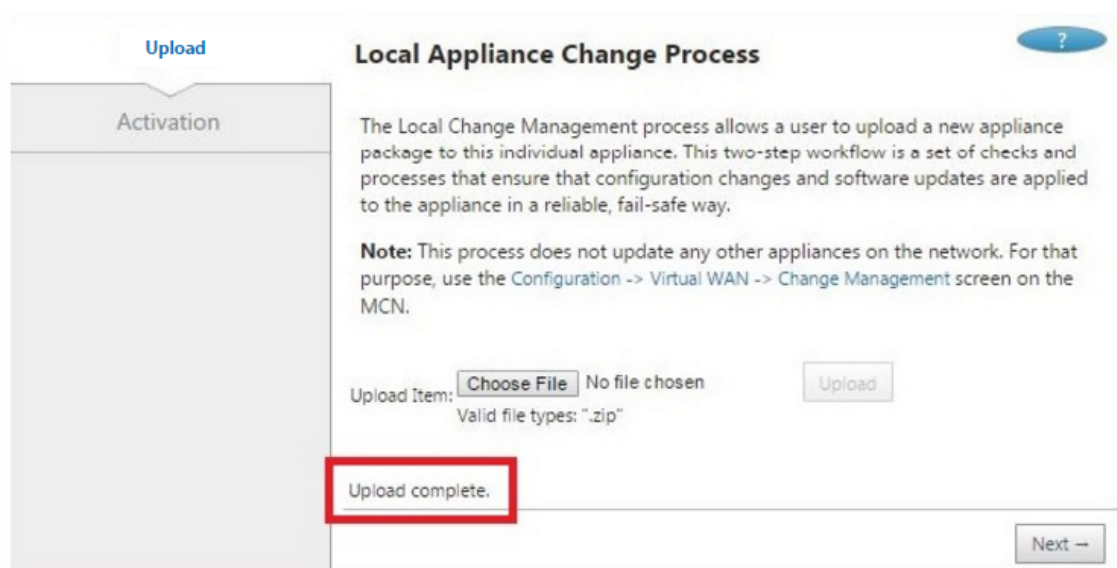 Upload
Activation
Local Appliance Change Process
?
The Local Change Management process allows a user to upload a new appliance
package to this individual appliance. This two-step workflow is a set of checks and
processes that ensure that configuration changes and software updates are applied
to the appliance in a reliable, fail-safe way.
Note: This process does not update any other appliances on the network. For that
purpose, use the Configuration -> Virtual WAN -> Change Management screen on the
MCN.
Upload Item: Choose File No file chosen Upload
Valid file types: ".zip"
Upload complete.
Next →